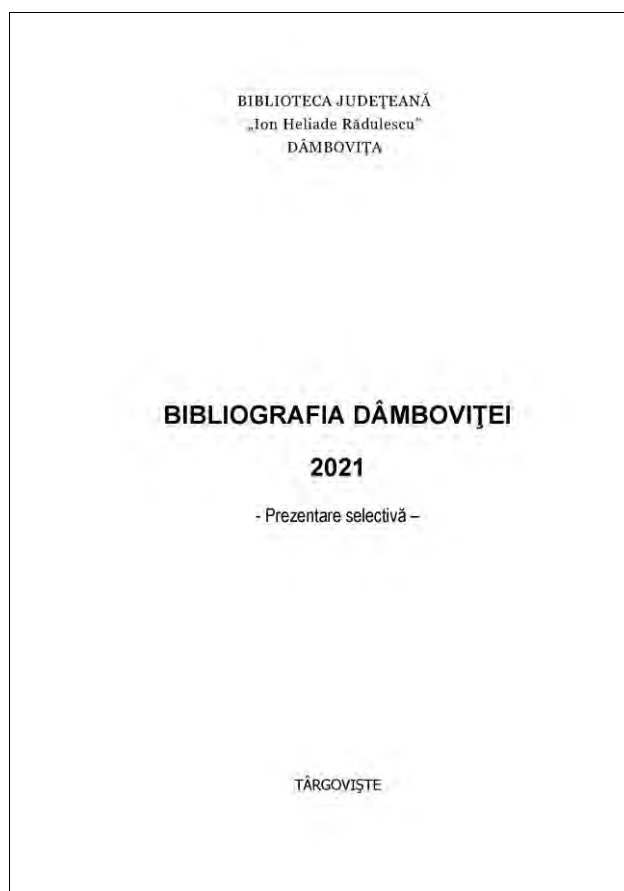 BIBLIOTECA JUDEŢEANĂ
„Ion Heliade Rădulescu”
DÂMBOVIŢA
BIBLIOGRAFIA DÂMBOVIŢEI
2021
- Prezentare selectivă –
TÂRGOVIŞTE